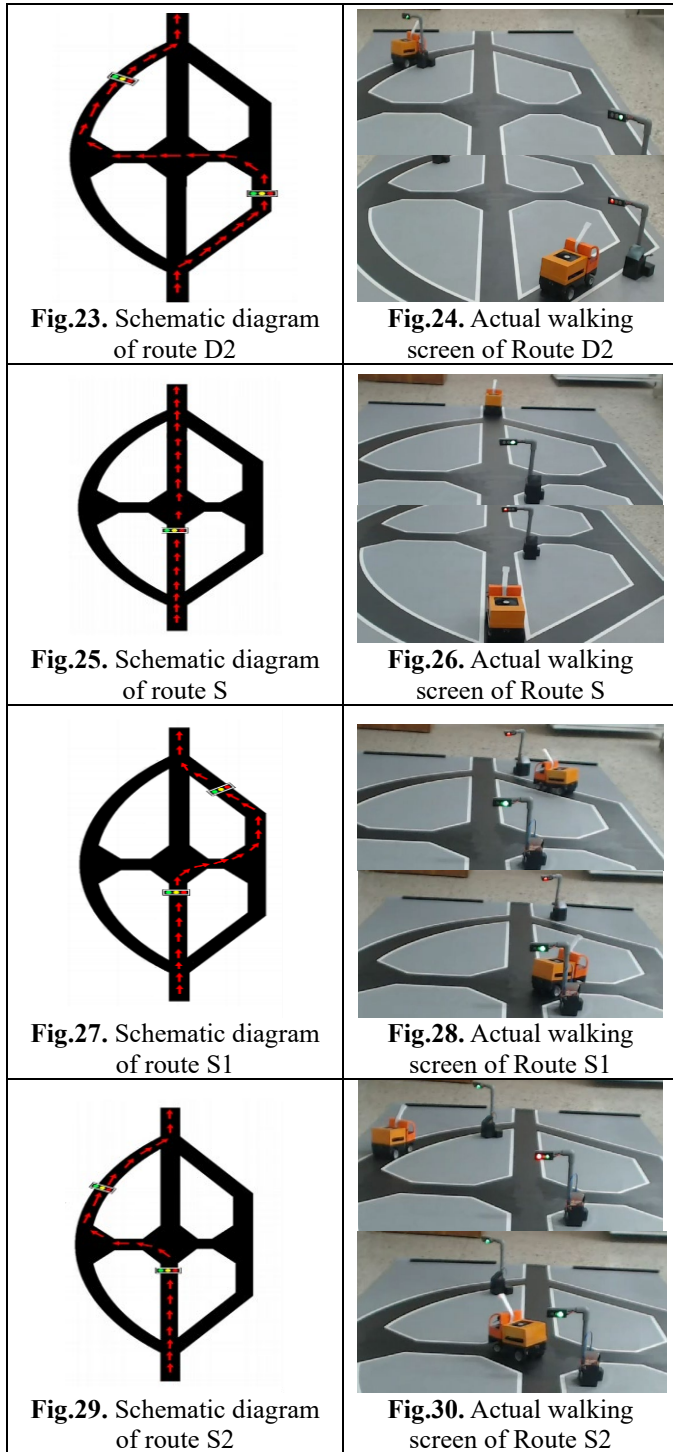 Fig.23. Schematic diagram
of route D2
Fig.24. Actual walking
screen of Route D2
Fig.25. Schematic diagram
of route S
Fig.26. Actual walking
screen of Route S
Fig.27. Schematic diagram
of route S1
Fig.28. Actual walking
screen of Route S1
Fig.29. Schematic diagram
of route S2
Fig.30. Actual walking
screen of Route S2